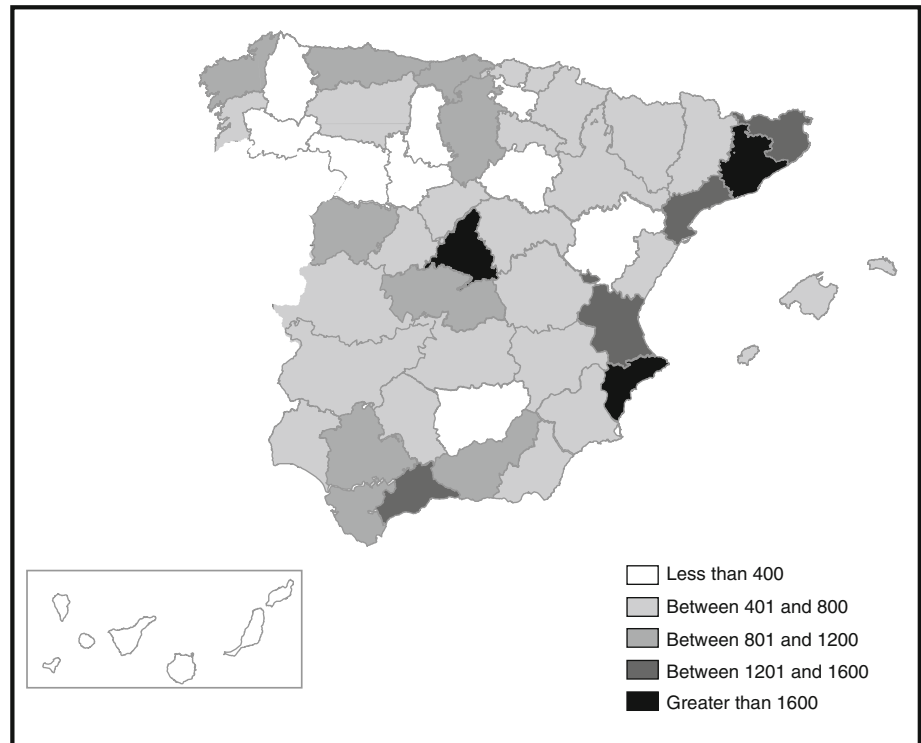 Less than 400
Between 401 and 800
Between 801 and 1200
Between 1201 and 1600
Greater than 1600